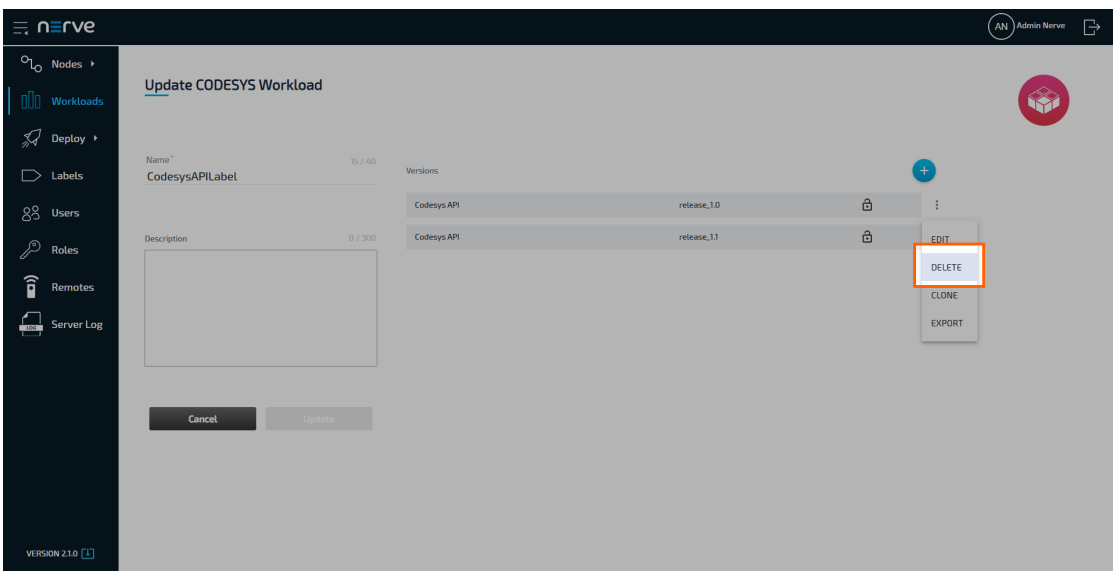 nerve
AN Admin Nerve
Nodes
Workloads
Deploy
Labels
Users
Roles
Remotes
LOG Server Log
VERSION 2.1.0
Update CODESYS Workload
Name* 15 / 40
CodesysAPILabel
Description 0 / 300
Cancel Update
Versions
Codesys API release_1.0
Codesys API release_1.1
EDIT
DELETE
CLONE
EXPORT